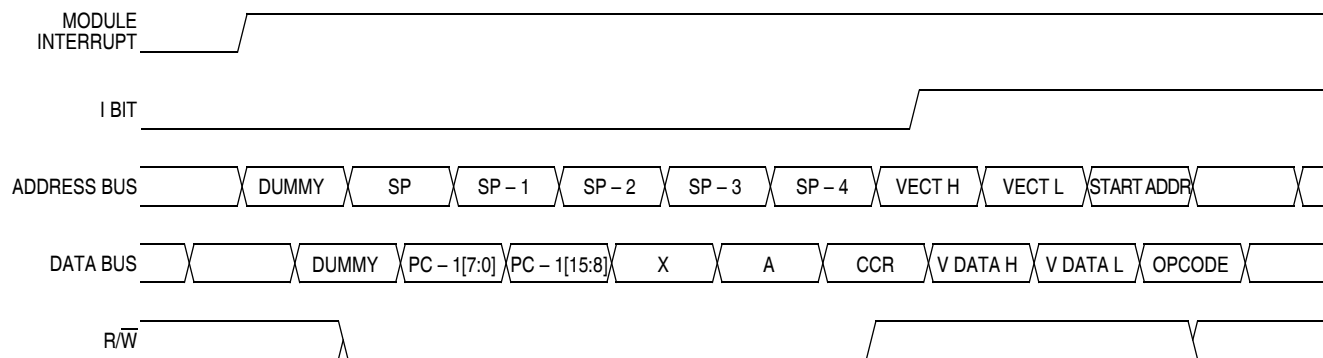 MODULE
INTERRUPT
I BIT
ADDRESS BUS DUMMY SP SP – 1 SP – 2 SP – 3 SP – 4 VECT H VECT L START ADDR
DATA BUS DUMMY PC – 1[7:0] PC – 1[15:8] X A CCR V DATA H V DATA L OPCODE
R/W̅